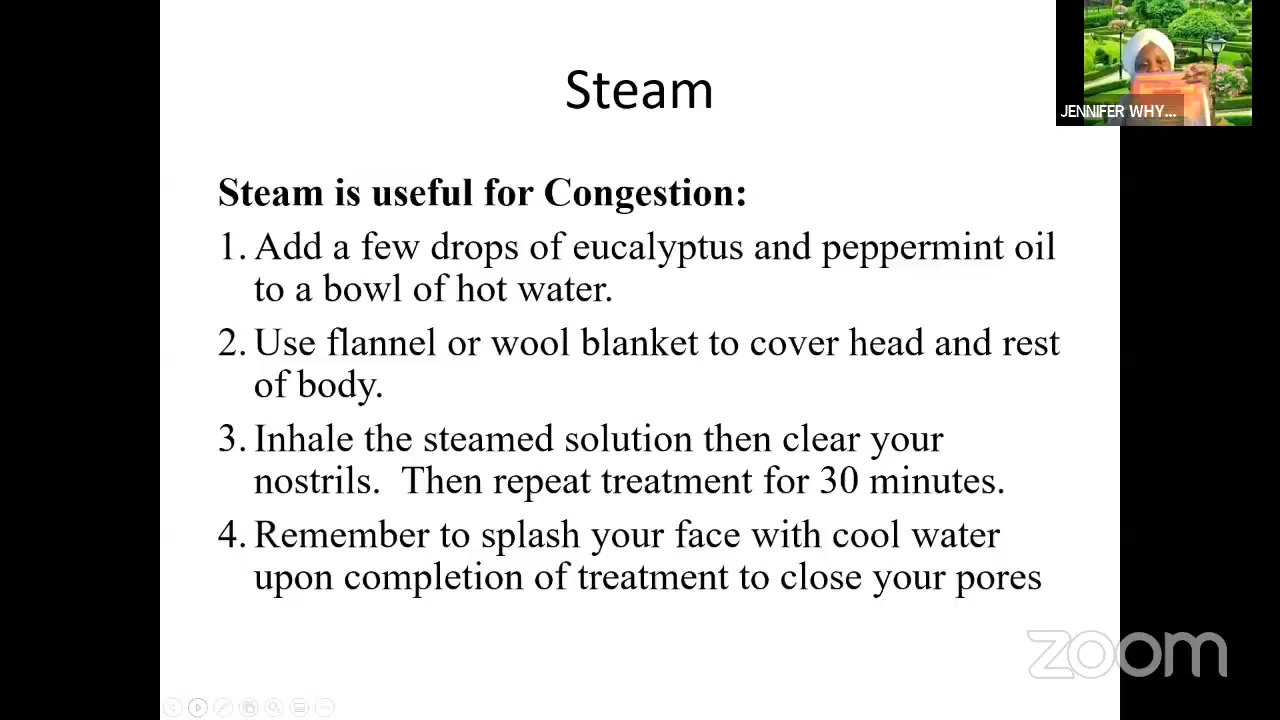 Steam
JENNIFER WHY...
Steam is useful for Congestion:
1. Add a few drops of eucalyptus and peppermint oil
to a bowl of hot water.
2. Use flannel or wool blanket to cover head and rest
of body.
3. Inhale the steamed solution then clear your
nostrils.  Then repeat treatment for 30 minutes.
4. Remember to splash your face with cool water
upon completion of treatment to close your pores
zoom